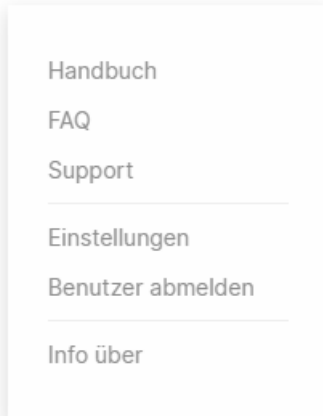 Handbuch
FAQ
Support
Einstellungen
Benutzer abmelden
Info über